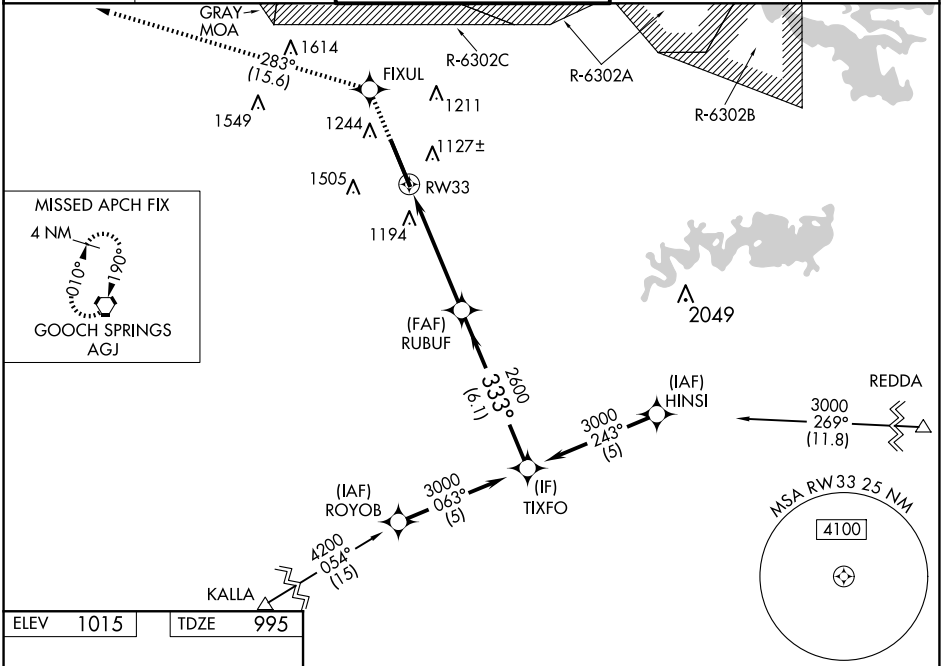 GRAY
MOA
1614
283°
(15.6)
FIXUL
R-6302C
R-6302A
R-6302B
1549
1211
1244
1127±
1505
RW33
1194
MISSED APCH FIX
4 NM
010°
190°
GOOCH SPRINGS
AGJ
2049
(FAF)
RUBUF
2600
333°
(6.1)
(IAF)
HINSI
REDDA
3000
269°
(11.8)
3000
243°
(5)
(IF)
TIXFO
(IAF)
ROYOB
3000
063°
(5)
4200
054°
(15)
KALLA
MSA RW33 25 NM
4100
ELEV 1015
TDZE 995